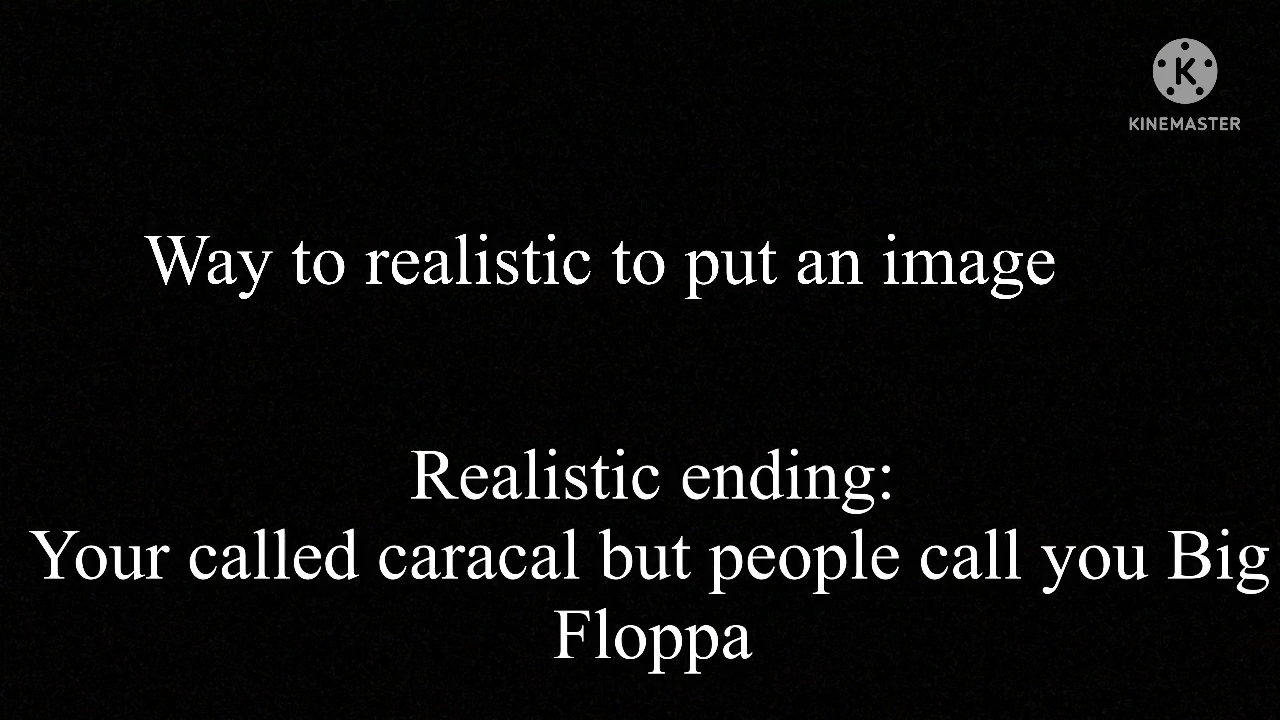 KINEMASTER
Way to realistic to put an image
Realistic ending:
Your called caracal but people call you Big
Floppa